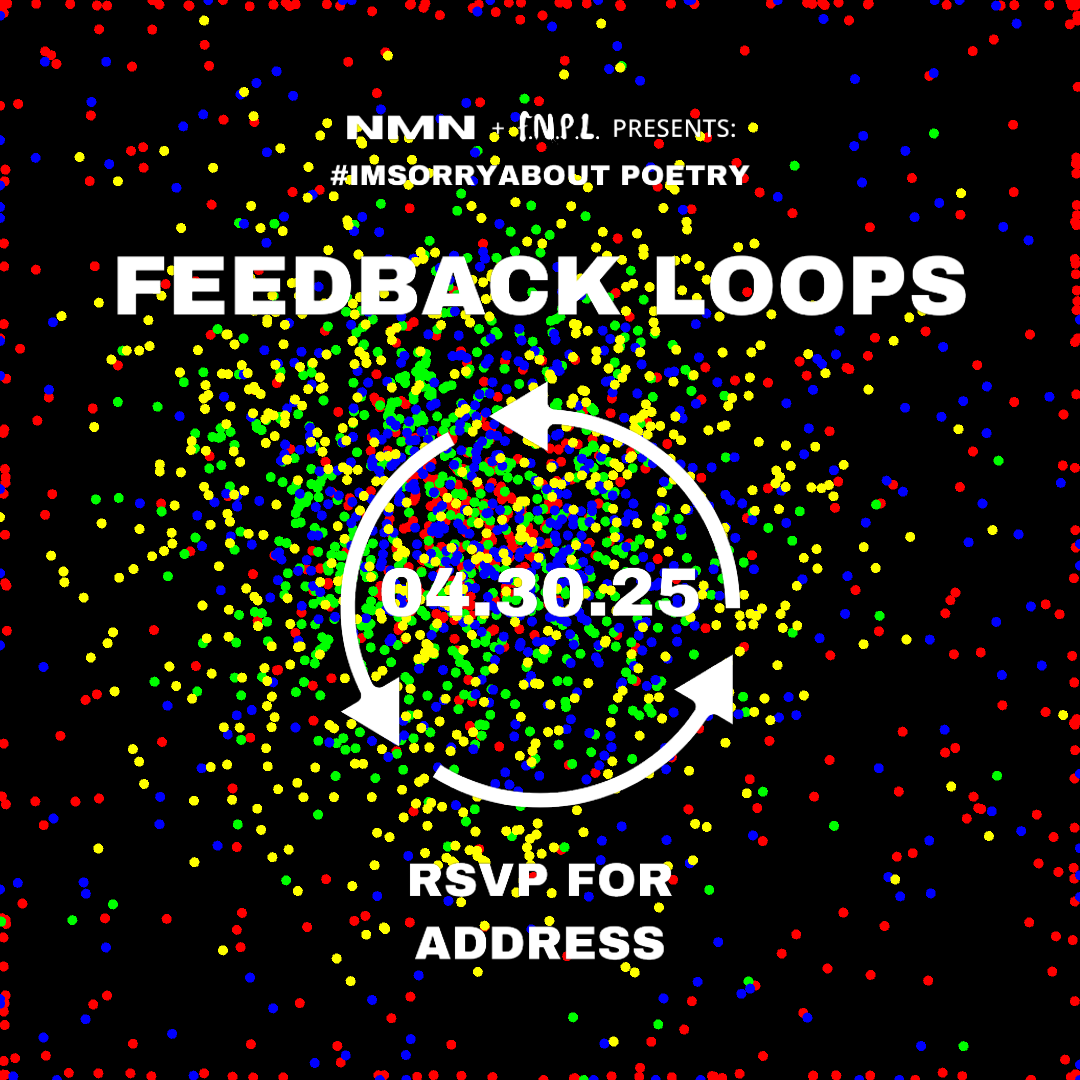 NMN + F.N.P.L. PRESENTS:
#IMSORRYABOUT POETRY
FEEDBACK LOOPS
04.30.25
RSVP FOR
ADDRESS